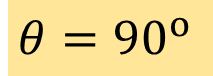 θ = 90º